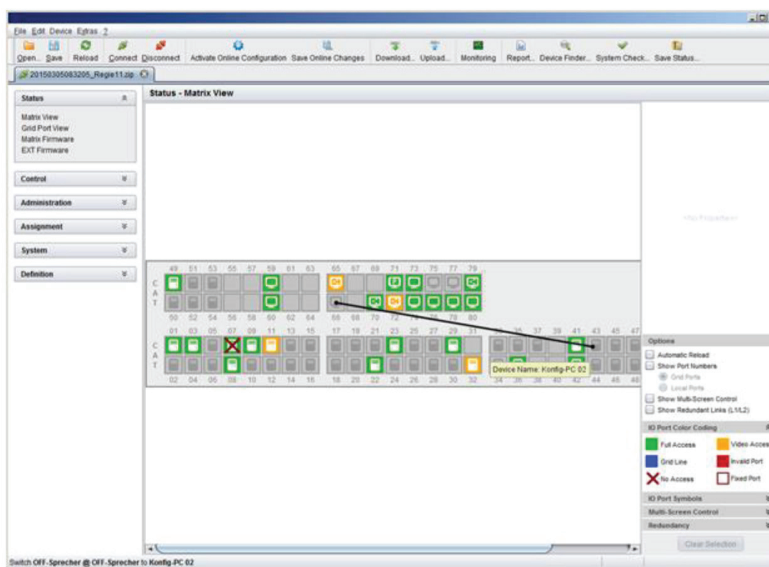 File Edit Device Extras ?
Open... Save Reload Connect Disconnect Activate Online Configuration Save Online Changes Download... Upload... Monitoring Report... Device Finder... System Check... Save Status...
20150305083205_Regie11.zip
Status
Matrix View
Grid Port View
Matrix Firmware
EXT Firmware
Control
Administration
Assignment
System
Definition
Status - Matrix View
49 51 53 55 57 59 61 63 65 67 69 71 73 75 77 79
CAT
50 52 54 56 58 60 62 64 66 68 70 72 74 76 78 80
01 03 05 07 09 11 13 15 17 19 21 23 25 27 29 31 33 35 37 39 41 43 45 47
CAT
02 04 06 08 10 12 14 16 18 20 22 24 26 28 30 32 34 36 38 40 42 44 46 48
Device Name: Konfig-PC 02
Options
Automatic Reload
Show Port Numbers
Grid Ports
Local Ports
Show Multi-Screen Control
Show Redundant Links (L1/L2)
IO Port Color Coding
Full Access Video Acces
Grid Line Invalid Port
No Access Fixed Port
IO Port Symbols
Multi-Screen Control
Redundancy
Clear Selection
Switch OFF-Sprecher @ OFF-Sprecher to Konfig-PC 02